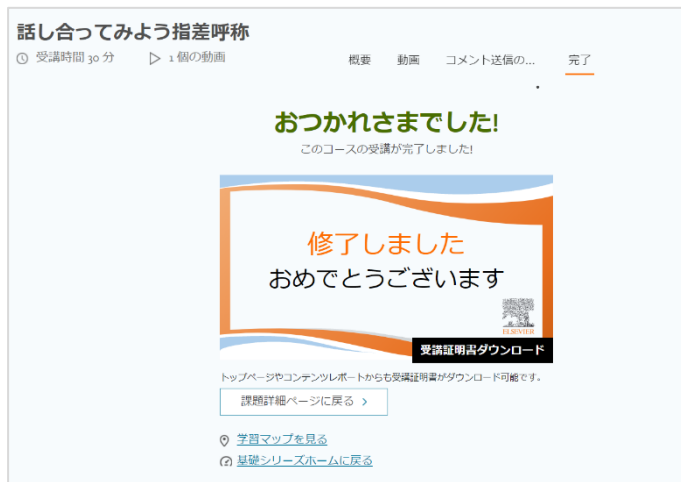 話し合ってみよう指差呼称
受講時間 30 分 1 個の動画
概要 動画 コメント送信の... 完了
おつかれさまでした!
このコースの受講が完了しました!
修了しました
おめでとうございます
ELSEVIER
受講証明書ダウンロード
トップページやコンテンツレポートからも受講証明書がダウンロード可能です。
課題詳細ページに戻る >
学習マップを見る
基礎シリーズホームに戻る